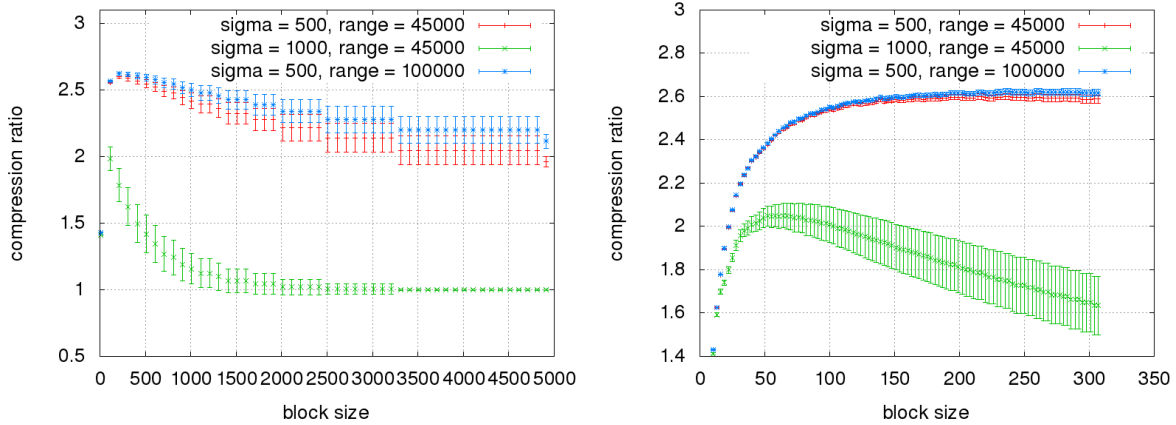 3
2.5
2
1.5
1
0.5
compression ratio
sigma = 500, range = 45000
sigma = 1000, range = 45000
sigma = 500, range = 100000
0 500 1000 1500 2000 2500 3000 3500 4000 4500 5000
block size
3
2.8
2.6
2.4
2.2
2
1.8
1.6
1.4
compression ratio
sigma = 500, range = 45000
sigma = 1000, range = 45000
sigma = 500, range = 100000
0 50 100 150 200 250 300 350
block size